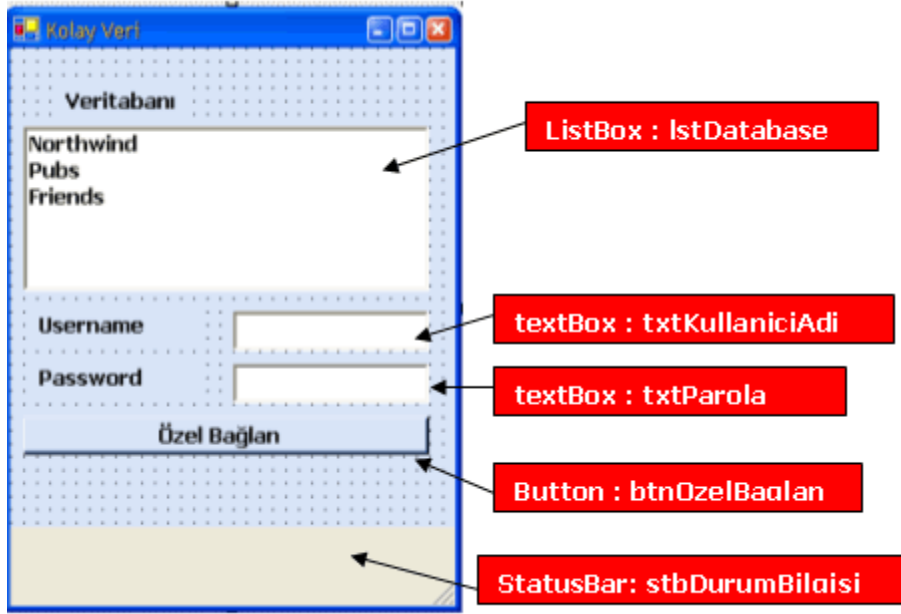 Kolay Veri
Veritabanı
Northwind
Pubs
Friends
Username
Password
Özel Bağlan
ListBox : lstDatabase
textBox : txtKullaniciAdi
textBox : txtParola
Button : btnOzelBaglan
StatusBar: stbDurumBilgisi